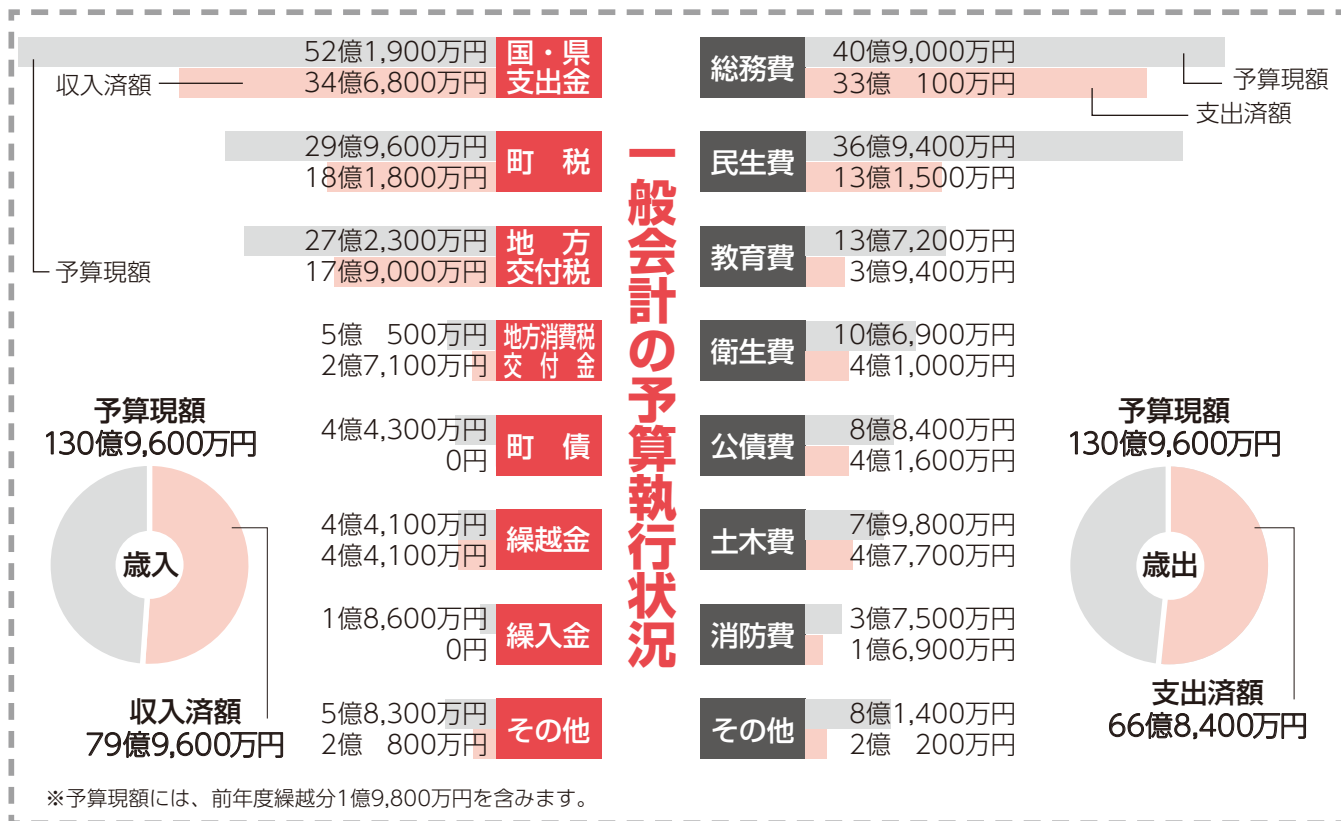 一般会計の予算執行状況
52億1,900万円 国・県
34億6,800万円 支出金
収入済額
予算現額
29億9,600万円 町 税
18億1,800万円
27億2,300万円 地 方
17億9,000万円 交付税
5億 500万円 地方消費税
2億7,100万円 交 付 金
4億4,300万円 町 債
0円
4億4,100万円 繰越金
4億4,100万円
1億8,600万円 繰入金
0円
5億8,300万円 その他
2億 800万円
予算現額
130億9,600万円
歳入
収入済額
79億9,600万円
総務費 40億9,000万円
33億 100万円
予算現額
支出済額
民生費 36億9,400万円
13億1,500万円
教育費 13億7,200万円
3億9,400万円
衛生費 10億6,900万円
4億1,000万円
公債費 8億8,400万円
4億1,600万円
土木費 7億9,800万円
4億7,700万円
消防費 3億7,500万円
1億6,900万円
その他 8億1,400万円
2億 200万円
予算現額
130億9,600万円
歳出
支出済額
66億8,400万円
※予算現額には、前年度繰越分1億9,800万円を含みます。